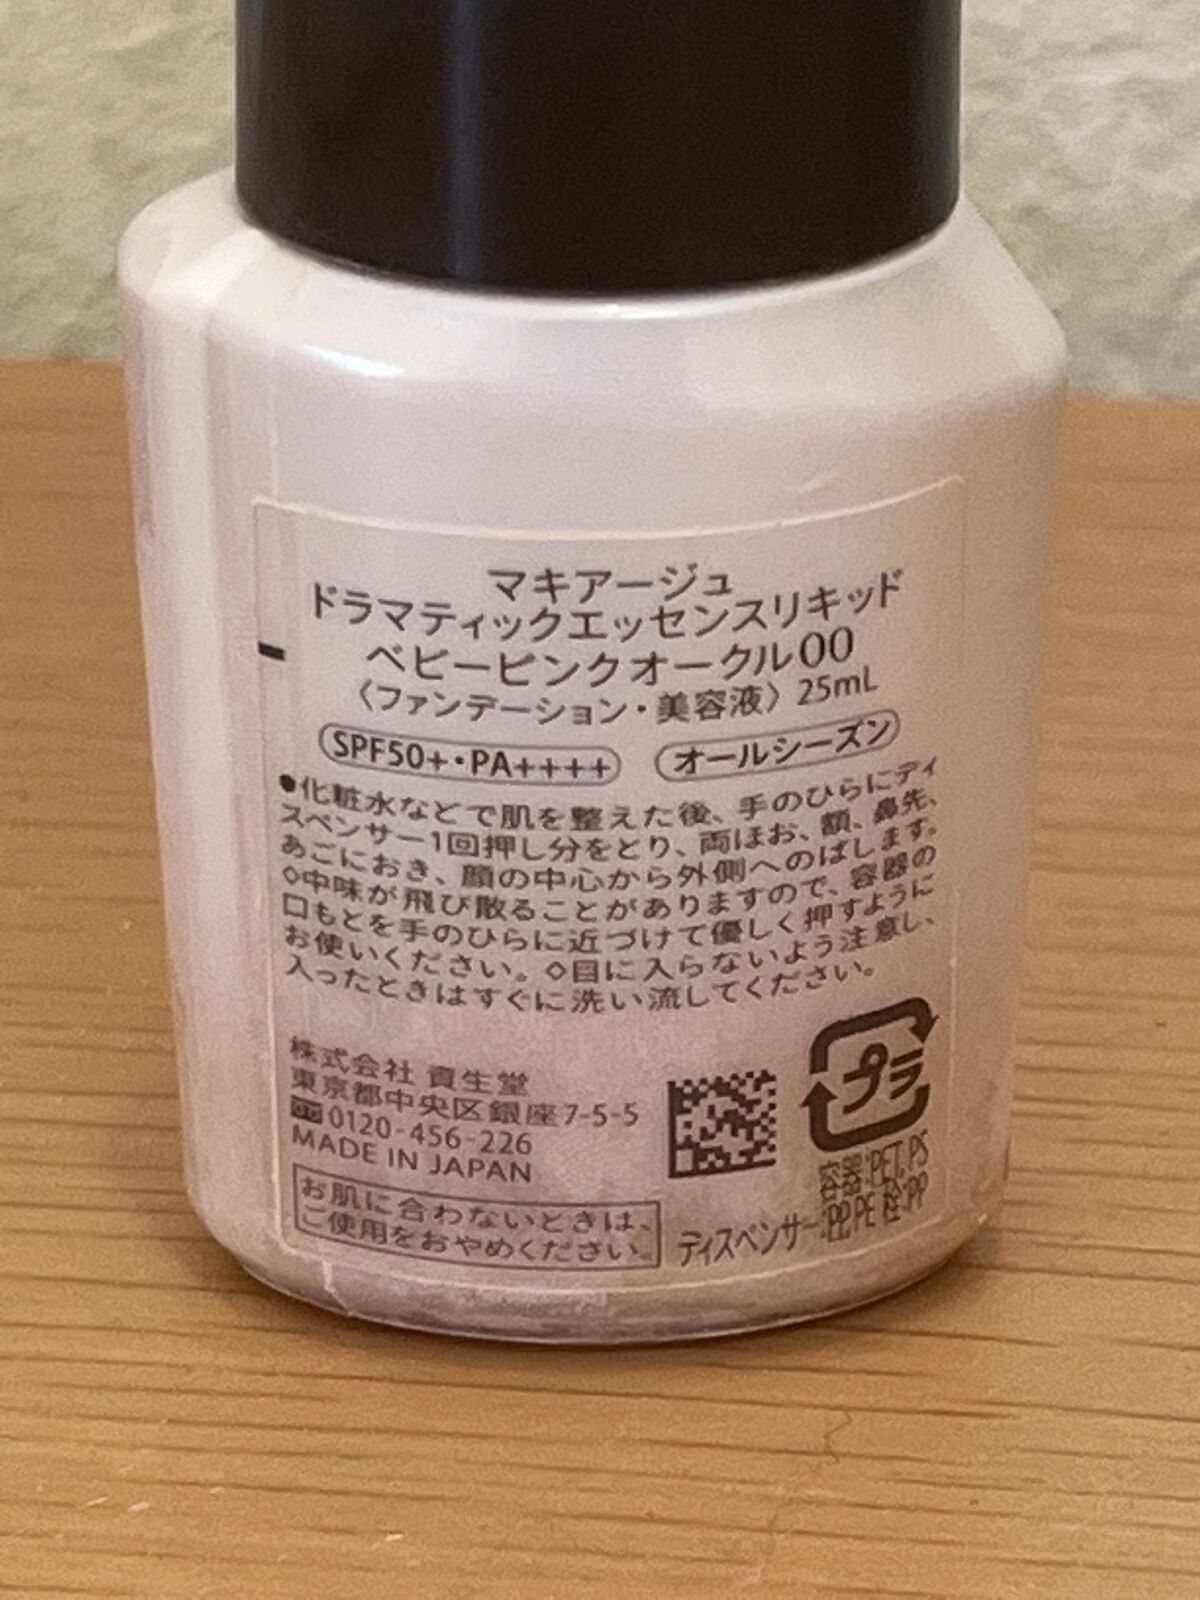 マキアージュ
ドラマティックエッセンスリキッド
ベビーピンクオークル00
〈ファンデーション・美容液〉 25mL
SPF50+・PA++++ オールシーズン
●化粧水などで肌を整えた後、手のひらにディ
スペンサー1回押し分をとり、両ほお、額、鼻先、
あごにおき、顔の中心から外側へのばします。
◇中味が飛び散ることがありますので、容器の
口もとを手のひらに近づけて優しく押すように
お使いください。◇目に入らないよう注意し、
入ったときはすぐに洗い流してください。
株式会社 資生堂
東京都中央区銀座7-5-5
0120-456-226
MADE IN JAPAN
お肌に合わないときは、
ご使用をおやめください。
プラ
容器:PET, PS
ディスペンサー:PP, PE 栓:PP